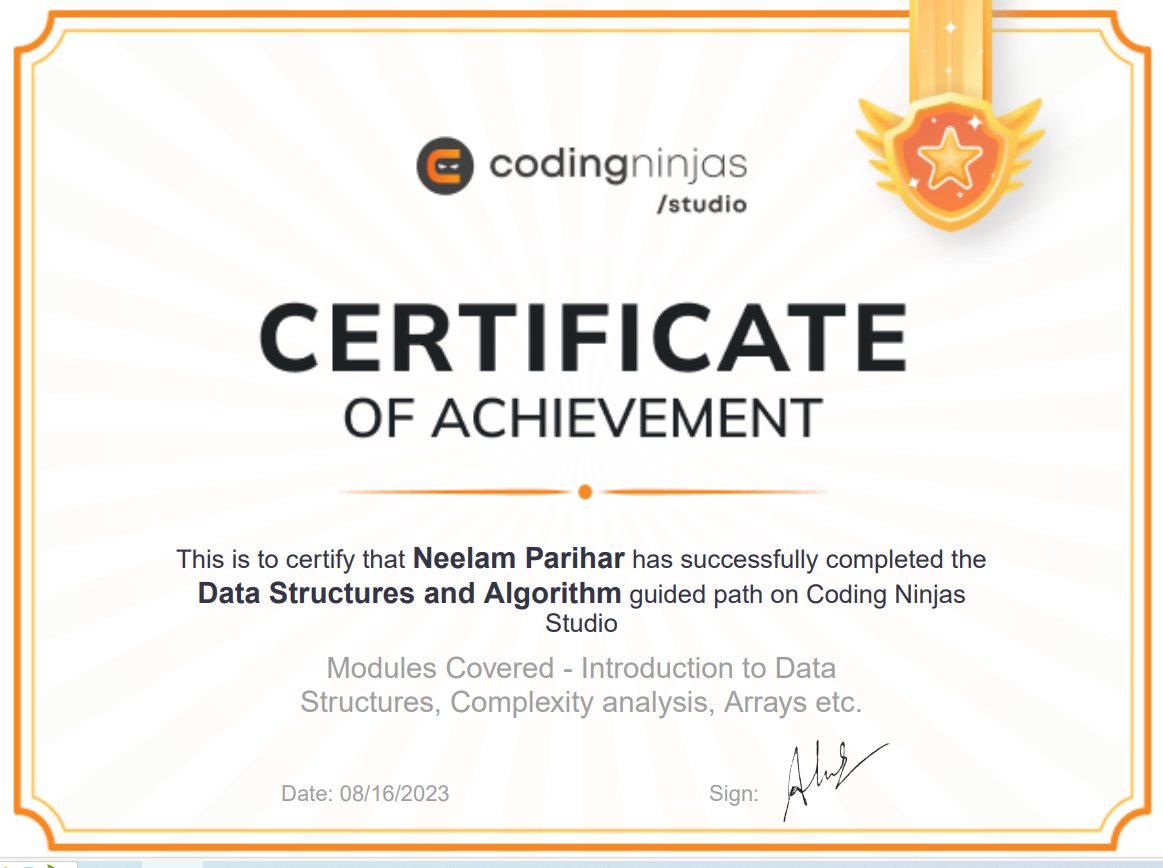 codingninjas
/studio
CERTIFICATE
OF ACHIEVEMENT
This is to certify that Neelam Parihar has successfully completed the
Data Structures and Algorithm guided path on Coding Ninjas
Studio
Modules Covered - Introduction to Data
Structures, Complexity analysis, Arrays etc.
Date: 08/16/2023
Sign: